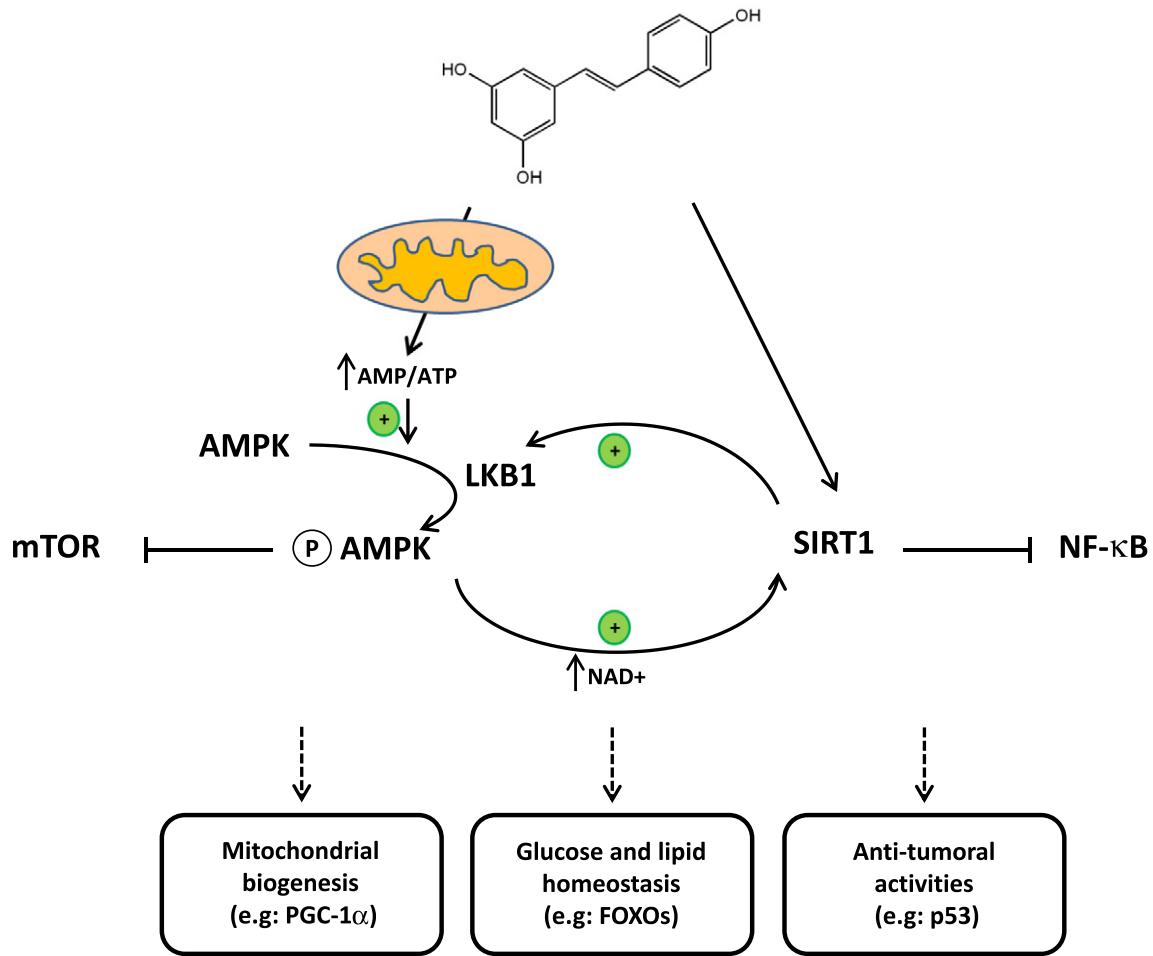 OH
HO
OH
AMP/ATP
+
AMPK
+
LKB1
mTOR
P AMPK
SIRT1
NF-κB
+
NAD+
Mitochondrial
biogenesis
(e.g: PGC-1α)
Glucose and lipid
homeostasis
(e.g: FOXOs)
Anti-tumoral
activities
(e.g: p53)